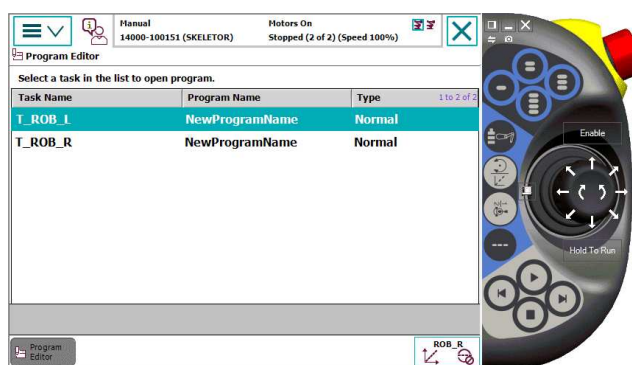 Manual
14000-100151 (SKELETOR)
Motors On
Stopped (2 of 2) (Speed 100%)
Program Editor
Select a task in the list to open program.
Task Name Program Name Type 1 to 2 of 2
T_ROB_L NewProgramName Normal
T_ROB_R NewProgramName Normal
Enable
Hold To Run
Program
Editor
ROB_R